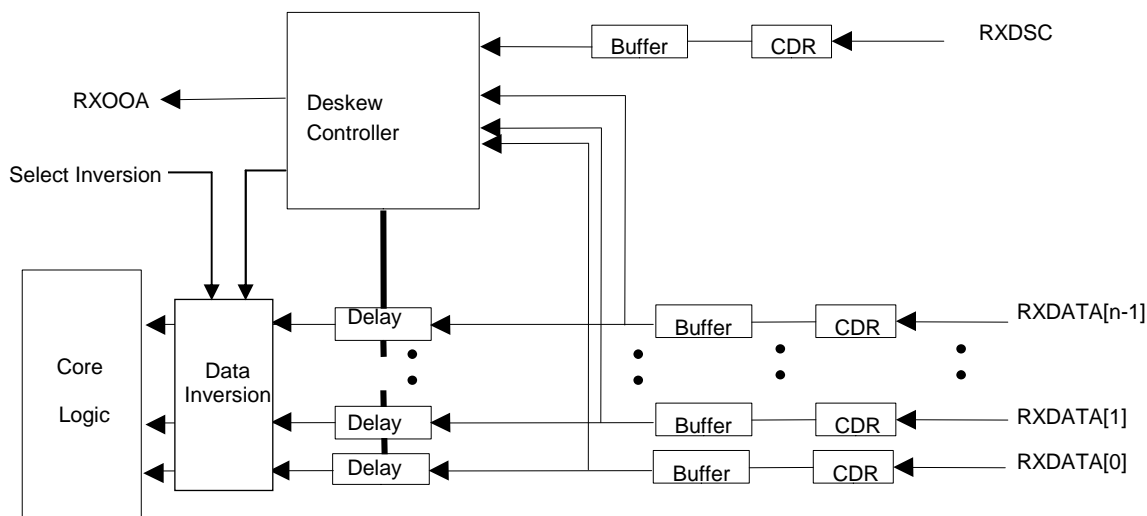 RXDSC
Buffer
CDR
RXOOA
Deskew
Controller
Select Inversion
Delay
Buffer
CDR
RXDATA[n-1]
Core
Logic
Data
Inversion
Delay
Buffer
CDR
RXDATA[1]
Delay
Buffer
CDR
RXDATA[0]